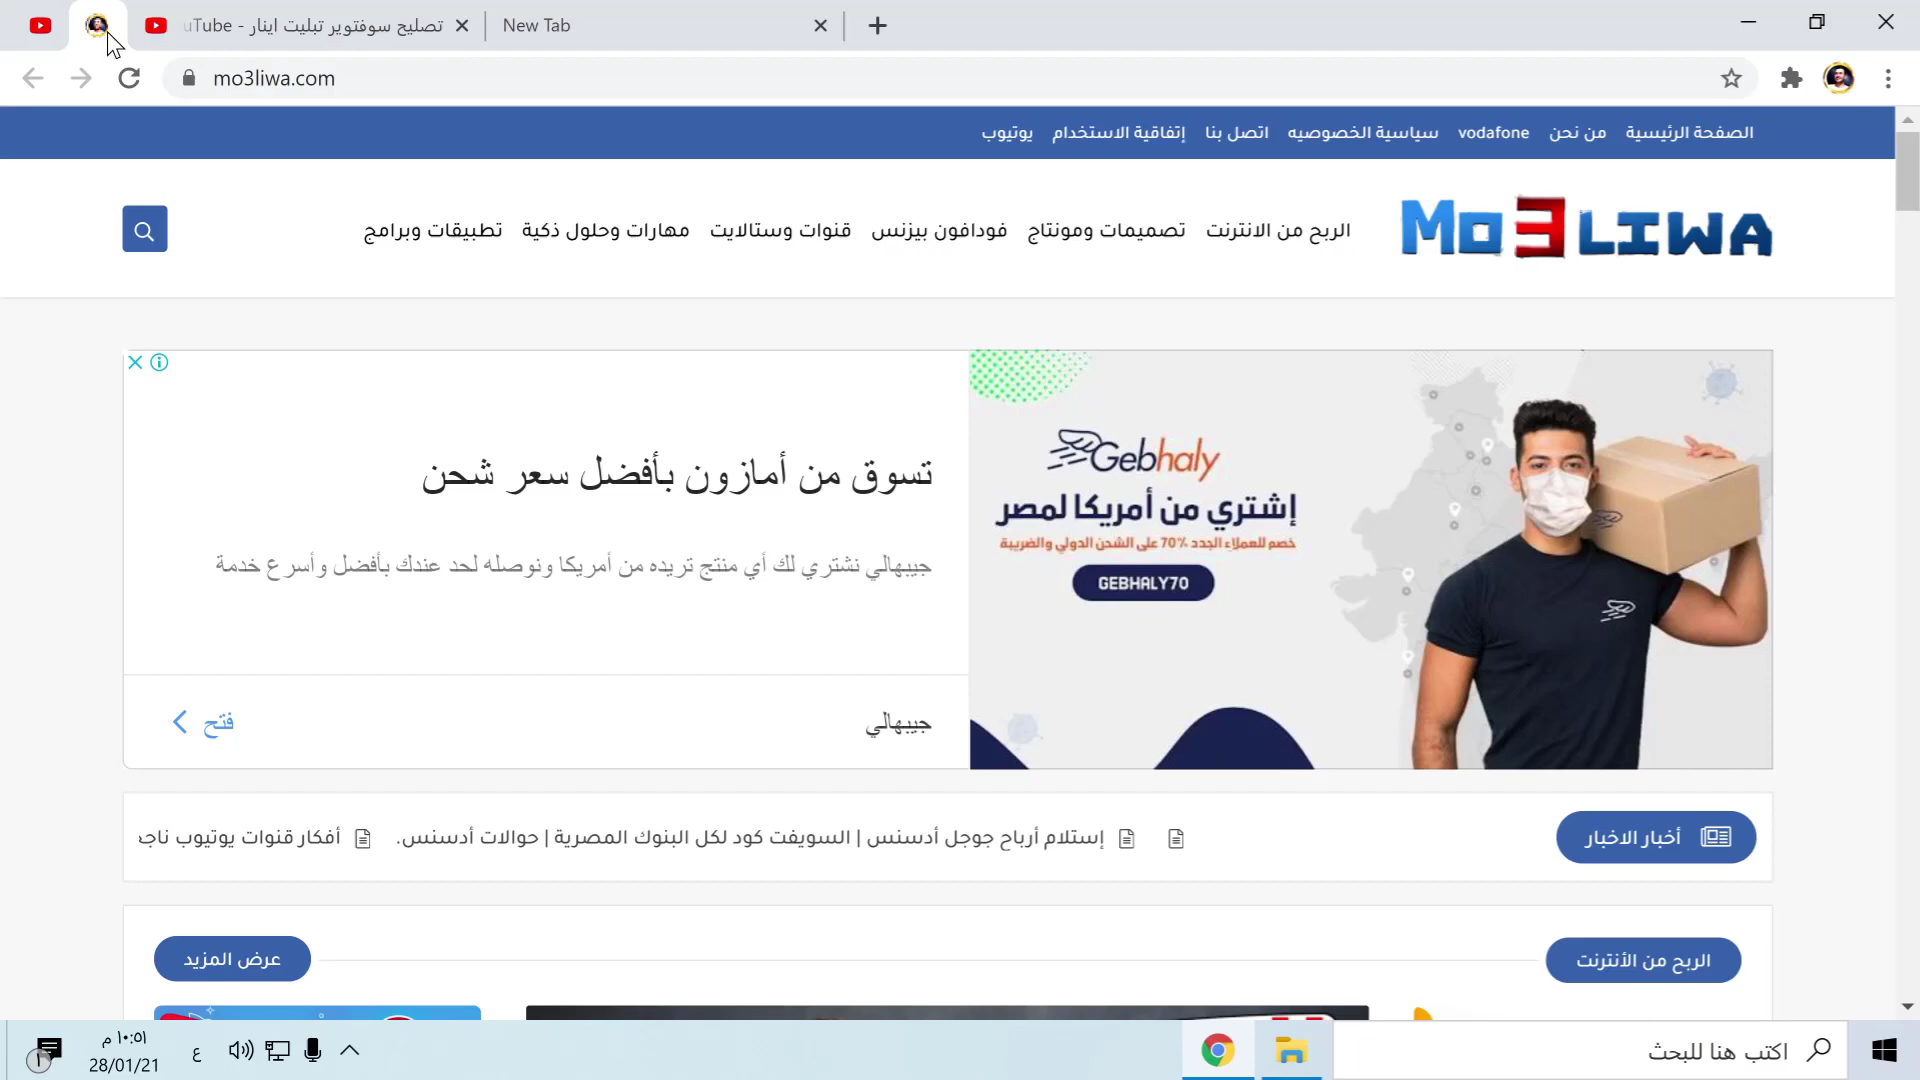 تصليح سوفتوير تبليت اينار - uTube
New Tab
mo3liwa.com
الصفحة الرئيسية من نحن vodafone سياسية الخصوصيه اتصل بنا إتفاقية الاستخدام يوتيوب
Mo3LIWA
الربح من الانترنت تصميمات ومونتاج فودافون بيزنس قنوات وستالايت مهارات وحلول ذكية تطبيقات وبرامج
تسوق من أمازون بأفضل سعر شحن
جيبهالي نشتري لك أي منتج تريده من أمريكا ونوصله لحد عندك بأفضل وأسرع خدمة
جيبهالي
فتح
Gebhaly
إشتري من أمريكا لمصر
خصم للعملاء الجدد 70% على الشحن الدولي والضريبة
GEBHALY70
أخبار الاخبار
إستلام أرباح جوجل أدسنس | السويفت كود لكل البنوك المصرية | حوالات أدسنس.
أفكار قنوات يوتيوب ناجح
الربح من الأنترنت
عرض المزيد
اكتب هنا للبحث
ع
١٠:٥١ م
28/01/21
١